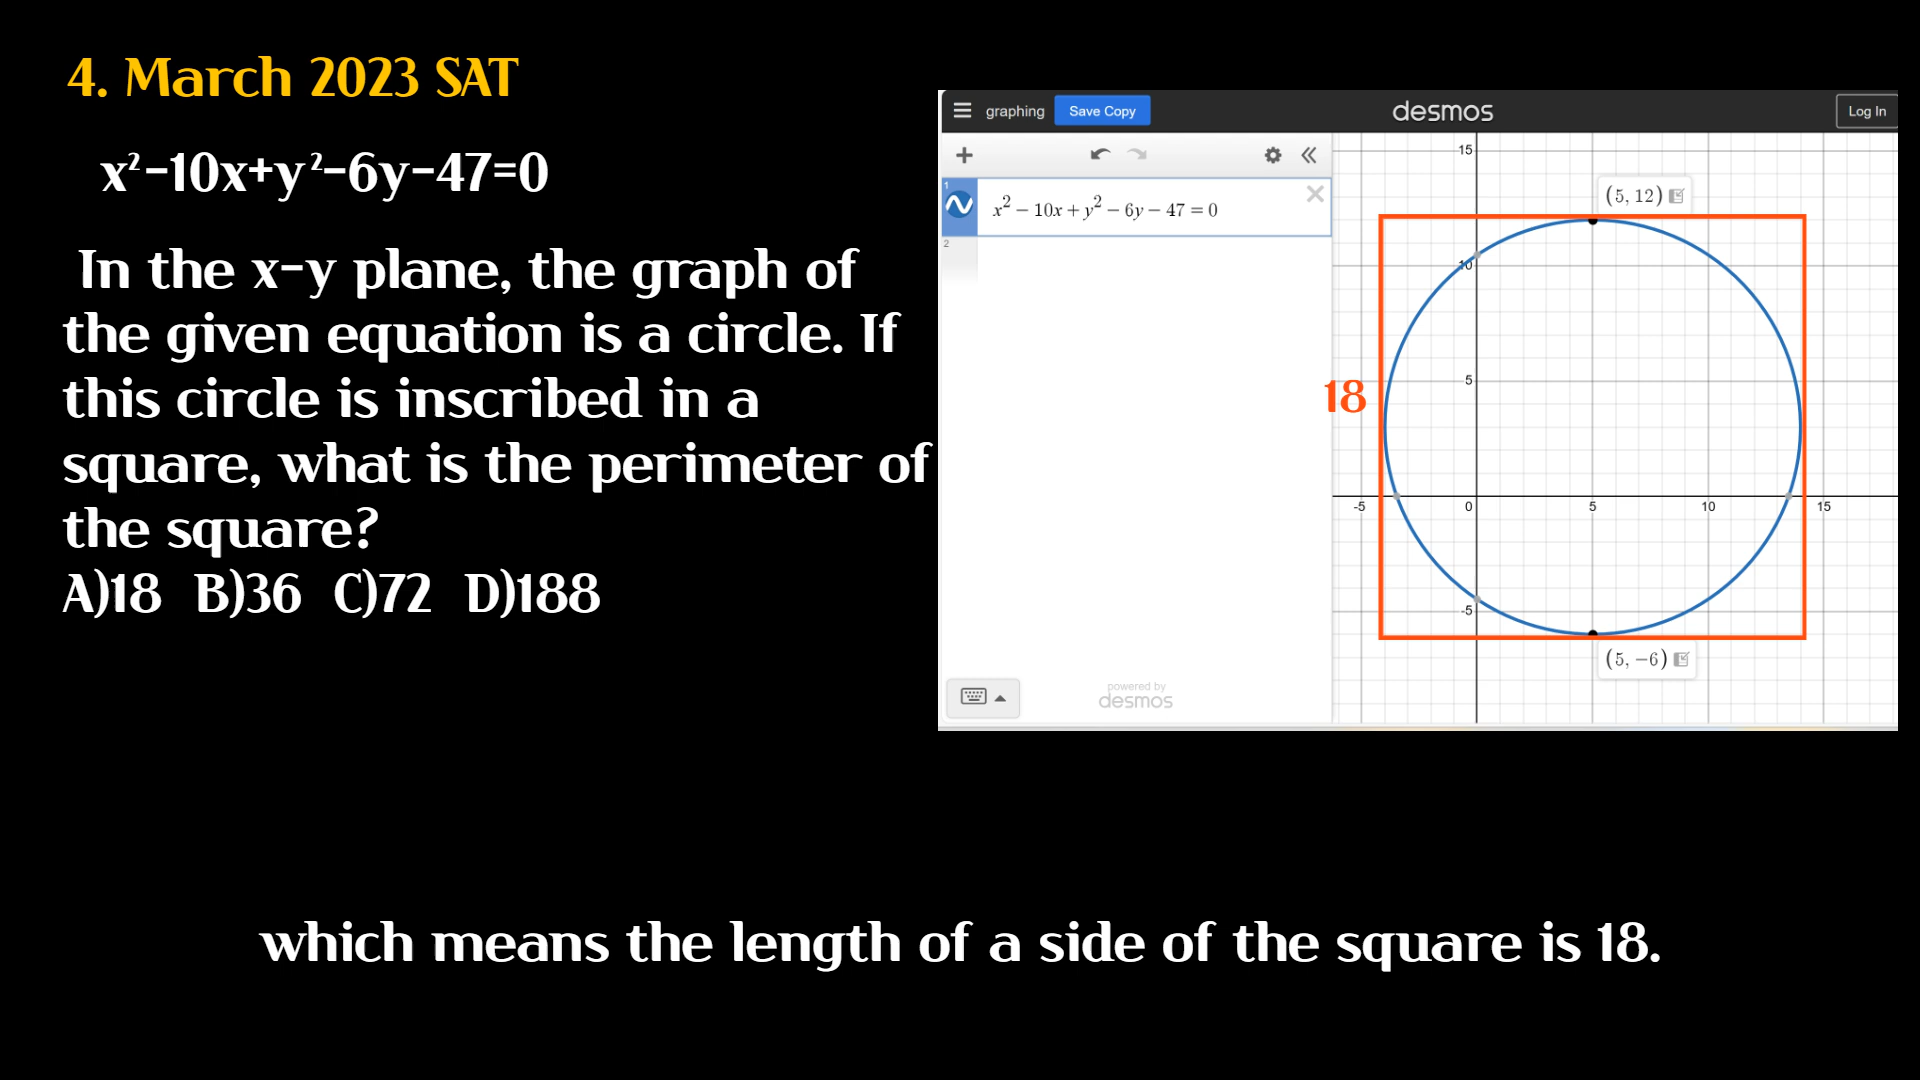 4. March 2023 SAT
x²-10x+y²-6y-47=0
In the x-y plane, the graph of
the given equation is a circle. If
this circle is inscribed in a
square, what is the perimeter of
the square?
A)18 B)36 C)72 D)188
graphing Save Copy desmos Log In
1
x² − 10x + y² − 6y − 47 = 0
2
powered by
desmos
15
(5, 12)
10
18
5
-5 0 5 10 15
-5
(5, −6)
which means the length of a side of the square is 18.